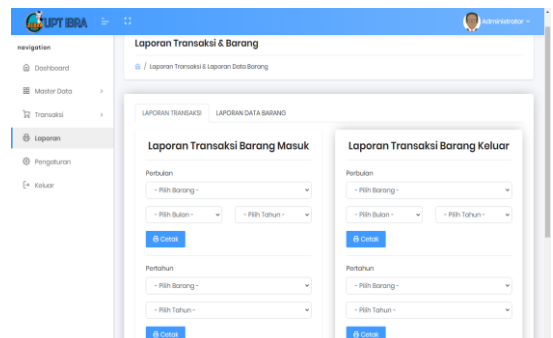 UPT IBRA
Administrator
navigation
Dashboard
Master Data
Transaksi
Laporan
Pengaturan
Keluar
Laporan Transaksi & Barang
/ Laporan Transaksi & Laporan Data Barang
LAPORAN TRANSAKSI LAPORAN DATA BARANG
Laporan Transaksi Barang Masuk
Perbulan
- Pilih Barang -
- Pilih Bulan - - Pilih Tahun -
Cetak
Pertahun
- Pilih Barang -
- Pilih Tahun -
Cetak
Laporan Transaksi Barang Keluar
Perbulan
- Pilih Barang -
- Pilih Bulan - - Pilih Tahun -
Cetak
Pertahun
- Pilih Barang -
- Pilih Tahun -
Cetak